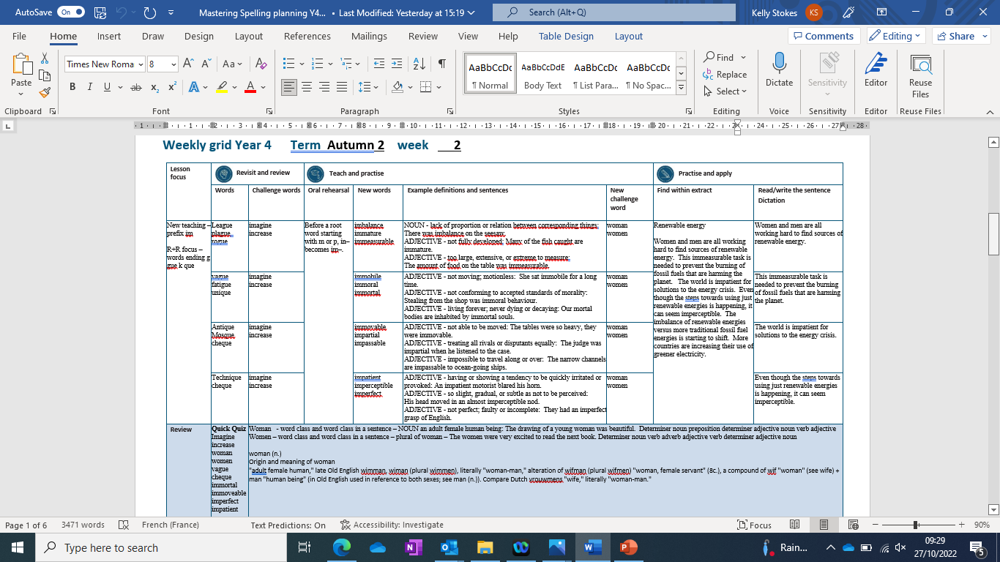 AutoSave On Mastering Spelling planning Y4... • Last Modified: Yesterday at 15:19 Search (Alt+Q) Kelly Stokes KS
File Home Insert Draw Design Layout References Mailings Review View Help Table Design Layout Comments Editing Share
Times New Roma 8
Paste
Find
Replace
Select
AaBbCcDc AaBbCcDdE AaBbCcDc AaBbCcDc
¶ Normal Body Text ¶ List Para... ¶ No Spac...
Dictate Sensitivity Editor Reuse Files
Clipboard Font Paragraph Styles Editing Voice Sensitivity Editor Reuse Files
Weekly grid Year 4 Term Autumn 2 week 2
Lesson focus
Revisit and review
Teach and practise
Practise and apply
Words
Challenge words
Oral rehearsal
New words
Example definitions and sentences
New challenge word
Find within extract
Read/write the sentence
Dictation
New teaching –
prefix im
R+R focus –
words ending g
gue k que
League
plague
rogue
imagine
increase
Before a root
word starting
with m or p, in–
becomes im–.
imbalance
immature
immeasurable
NOUN - lack of proportion or relation between corresponding things:
There was imbalance on the seesaw.
ADJECTIVE - not fully developed: Many of the fish caught are
immature.
ADJECTIVE - too large, extensive, or extreme to measure:
The amount of food on the table was immeasurable.
woman
women
Renewable energy
Women and men are all working
hard to find sources of renewable
energy. This immeasurable task is
needed to prevent the burning of
fossil fuels that are harming the
planet. The world is impatient for
solutions to the energy crisis. Even
though the steps towards using just
renewable energies is happening, it
can seem imperceptible. The
imbalance of renewable energies
versus more traditional fossil fuel
energies is starting to shift. More
countries are increasing their use of
greener electricity.
Women and men are all
working hard to find sources of
renewable energy.
vague
fatigue
unique
imagine
increase
immobile
immoral
immortal
ADJECTIVE - not moving; motionless: She sat immobile for a long
time.
ADJECTIVE - not conforming to accepted standards of morality:
Stealing from the shop was immoral behaviour.
ADJECTIVE - living forever; never dying or decaying: Our mortal
bodies are inhabited by immortal souls.
woman
women
This immeasurable task is
needed to prevent the burning
of fossil fuels that are harming
the planet.
Antique
Mosque
cheque
imagine
increase
immovable
impartial
impassable
ADJECTIVE - not able to be moved: The tables were so heavy, they
were immovable.
ADJECTIVE - treating all rivals or disputants equally: The judge was
impartial when he listened to the case.
ADJECTIVE - impossible to travel along or over: The narrow channels
are impassable to ocean-going ships.
woman
women
The world is impatient for
solutions to the energy crisis.
Technique
cheque
imagine
increase
impatient
imperceptible
imperfect
ADJECTIVE - having or showing a tendency to be quickly irritated or
provoked: An impatient motorist blared his horn.
ADJECTIVE - so slight, gradual, or subtle as not to be perceived:
His head moved in an almost imperceptible nod.
ADJECTIVE - not perfect; faulty or incomplete: They had an imperfect
grasp of English.
woman
women
Even though the steps towards
using just renewable energies
is happening, it can seem
imperceptible.
Review
Quick Quiz
Imagine
increase
woman
women
vague
cheque
immortal
immoveable
imperfect
impatient
Woman - word class and word class in a sentence – NOUN an adult female human being: The drawing of a young woman was beautiful. Determiner noun preposition determiner adjective noun verb adjective
Women – word class and word class in a sentence – plural of woman – The women were very excited to read the next book. Determiner noun verb adverb adjective verb determiner adjective noun
woman (n.)
Origin and meaning of woman
"adult female human," late Old English wimman, wiman (plural wimmen), literally "woman-man," alteration of wifman (plural wifmen) "woman, female servant" (8c.), a compound of wif "woman" (see wife) +
man "human being" (in Old English used in reference to both sexes; see man (n.)). Compare Dutch vrouwmens "wife," literally "woman-man."
Page 1 of 6 3471 words French (France) Text Predictions: On Accessibility: Investigate Focus 90%
Type here to search Rain... 09:29
27/10/2022 5